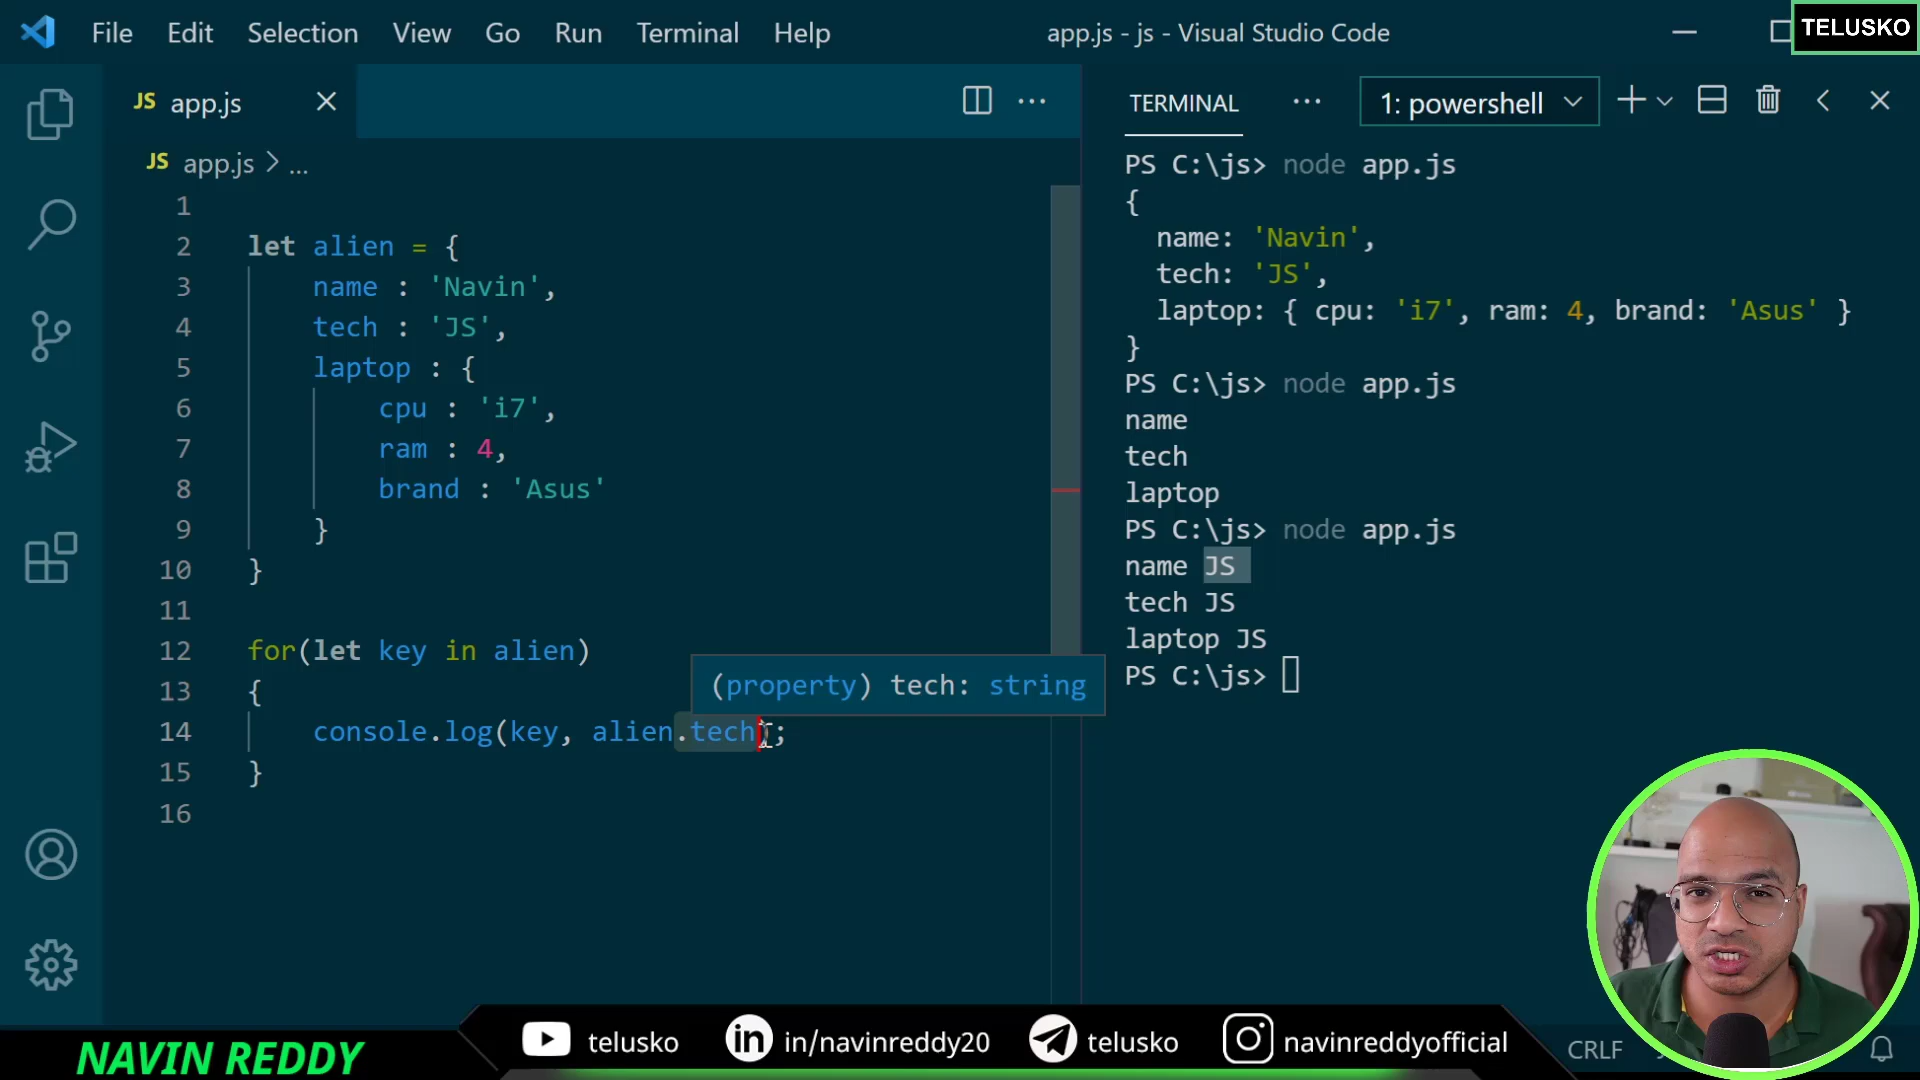 File Edit Selection View Go Run Terminal Help
app.js - js - Visual Studio Code
TELUSKO
JS app.js
JS app.js > ...
1
2 let alien = {
3 name : 'Navin',
4 tech : 'JS',
5 laptop : {
6 cpu : 'i7',
7 ram : 4,
8 brand : 'Asus'
9 }
10 }
11
12 for(let key in alien)
13 {
(property) tech: string
14 console.log(key, alien.tech);
15 }
16
TERMINAL ... 1: powershell
PS C:\js> node app.js
{
name: 'Navin',
tech: 'JS',
laptop: { cpu: 'i7', ram: 4, brand: 'Asus' }
}
PS C:\js> node app.js
name
tech
laptop
PS C:\js> node app.js
name JS
tech JS
laptop JS
PS C:\js>
NAVIN REDDY
telusko
in/navinreddy20
telusko
navinreddyofficial
CRLF